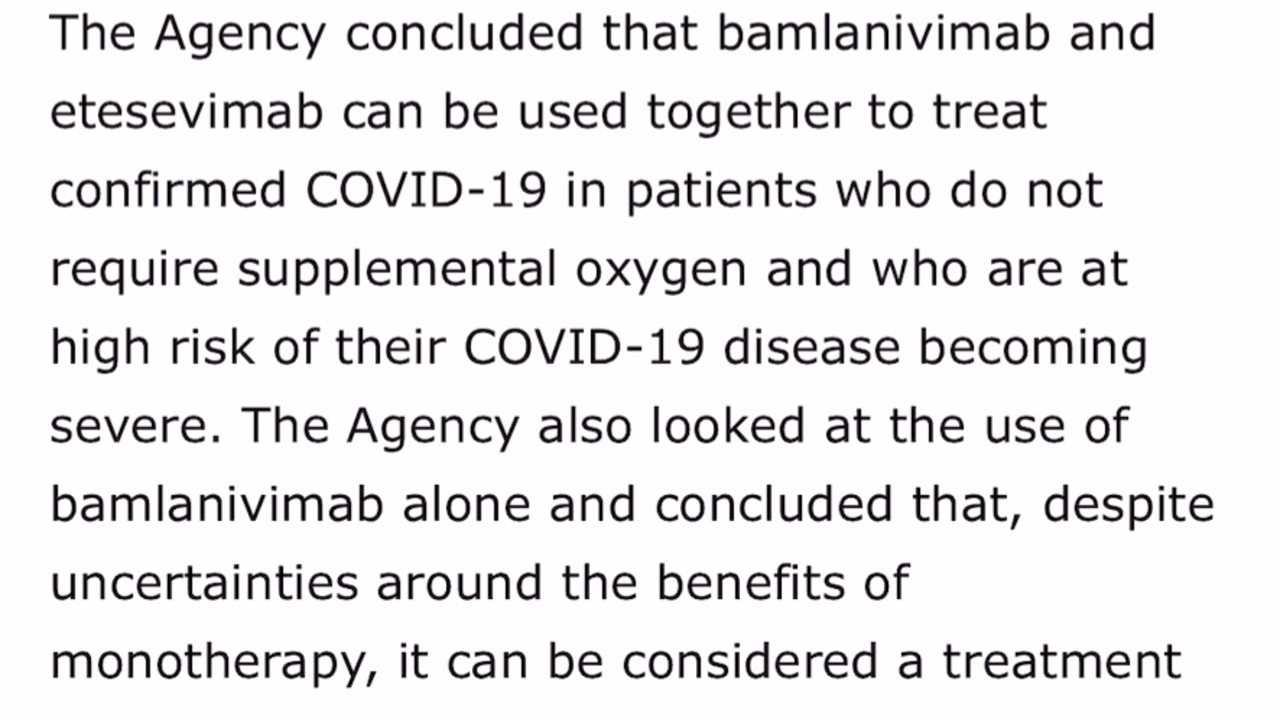 The Agency concluded that bamlanivimab and
etesevimab can be used together to treat
confirmed COVID-19 in patients who do not
require supplemental oxygen and who are at
high risk of their COVID-19 disease becoming
severe. The Agency also looked at the use of
bamlanivimab alone and concluded that, despite
uncertainties around the benefits of
monotherapy, it can be considered a treatment